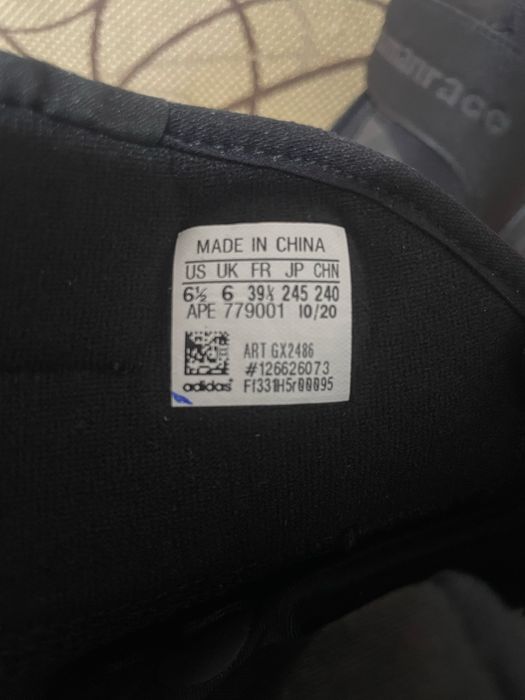 MADE IN CHINA
US UK FR JP CHN
6½ 6 39⅓ 245 240
APE 779001 10/20
ART GX2486
#126626073
adidas